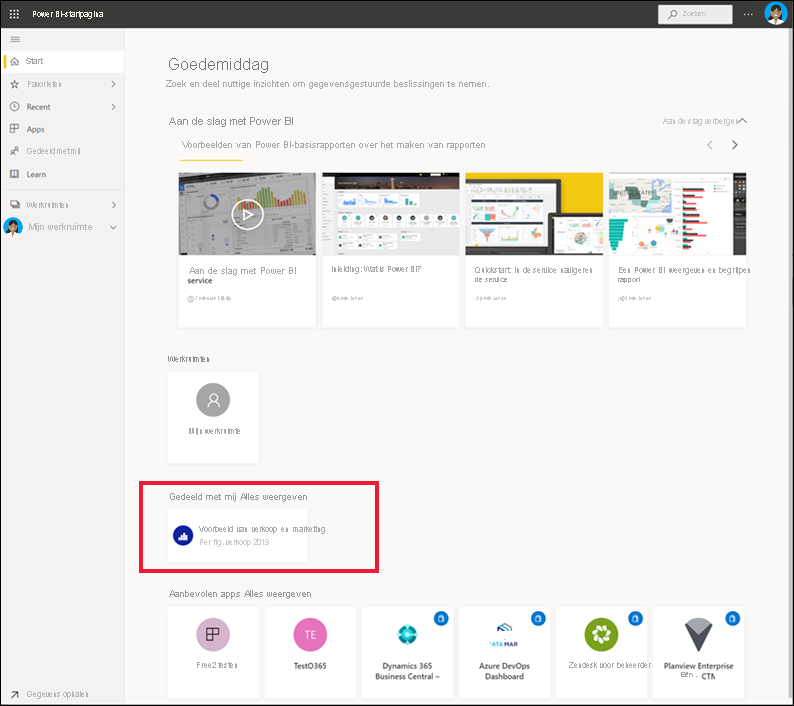 Power BI-startpagina
Zoeken
Start
Favorieten
Recent
Apps
Gedeeld met mij
Learn
Werkruimten
Mijn werkruimte
Gegevens ophalen
Goedemiddag
Zoek en deel nuttige inzichten om gegevensgestuurde beslissingen te nemen.
Aan de slag met Power BI
Aan de slag verbergen
Voorbeelden van Power BI-basisrapporten over het maken van rapporten
Aan de slag met Power BI
service
Inleiding: Wat is Power BI?
Quickstart: in de service navigeren
de service
Een Power BI weergeven en begrijpen
rapport
UNITED STATES
Werkruimten
Mijn werkruimte
Gedeeld met mij Alles weergeven
Voorbeeld van verkoop en marketing
Per fig. verkoop 2019
Aanbevolen apps Alles weergeven
Free2testen
TE
TestO365
Dynamics 365
Business Central –
ATAMAR
Azure DevOps
Dashboard
Zendesk voor beheerder
Planview Enterprise
Eén .. CTM